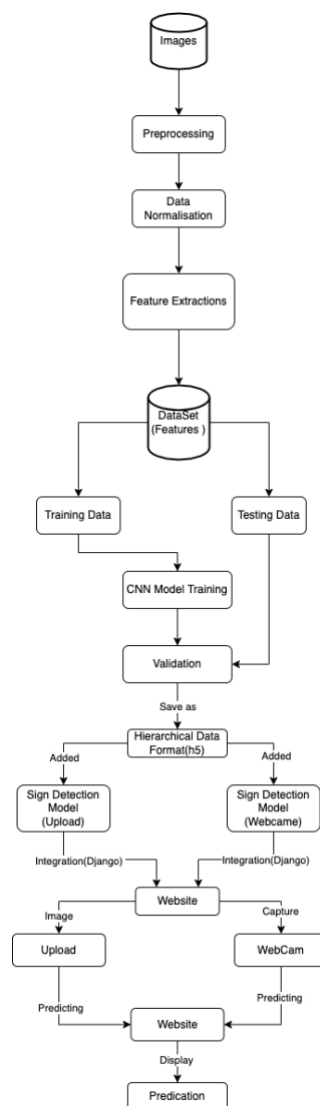 Images
Preprocessing
Data
Normalisation
Feature Extractions
DataSet
(Features )
Training Data
Testing Data
CNN Model Training
Validation
Save as
Hierarchical Data
Format(h5)
Added
Added
Sign Detection
Model
(Upload)
Sign Detection
Model
(Webcame)
Integration(Django)
Integration(Django)
Website
Image
Capture
Upload
WebCam
Predicting
Predicting
Website
Display
Predication